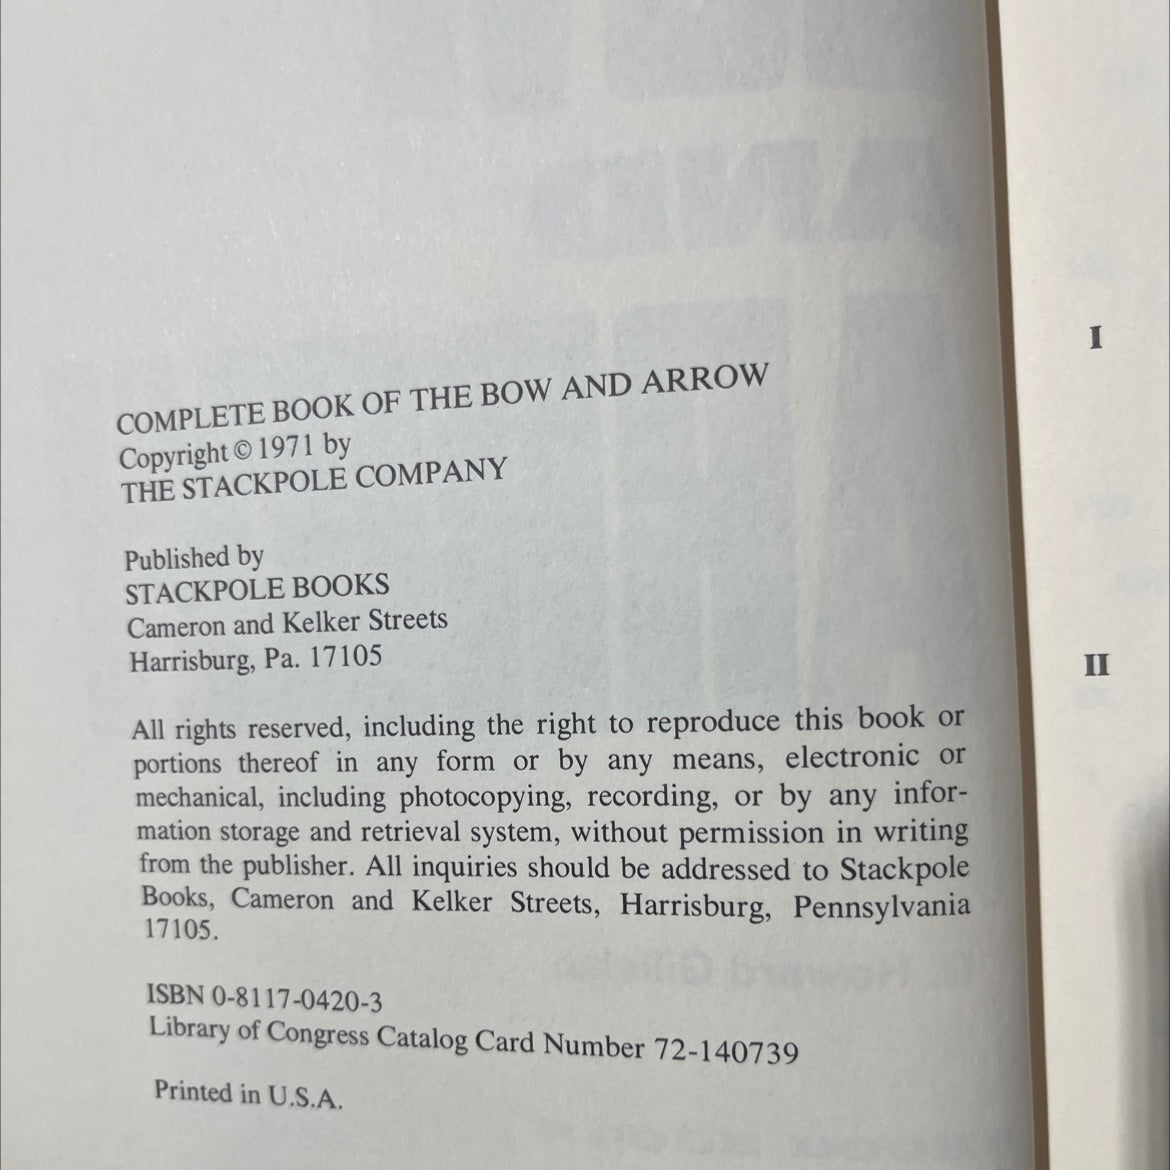 COMPLETE BOOK OF THE BOW AND ARROW
Copyright © 1971 by
THE STACKPOLE COMPANY
Published by
STACKPOLE BOOKS
Cameron and Kelker Streets
Harrisburg, Pa. 17105
All rights reserved, including the right to reproduce this book or
portions thereof in any form or by any means, electronic or
mechanical, including photocopying, recording, or by any infor-
mation storage and retrieval system, without permission in writing
from the publisher. All inquiries should be addressed to Stackpole
Books, Cameron and Kelker Streets, Harrisburg, Pennsylvania
17105.
ISBN 0-8117-0420-3
Library of Congress Catalog Card Number 72-140739
Printed in U.S.A.
I
II